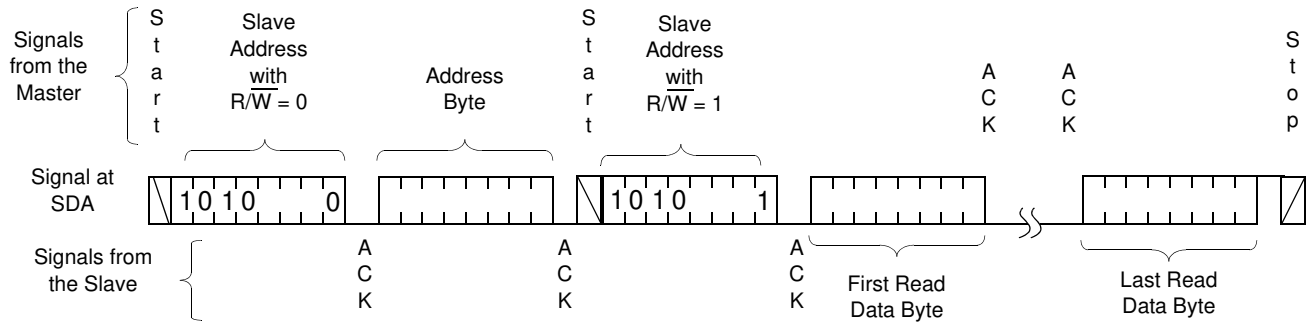 Signals
from the
Master
S
t
a
r
t
Slave
Address
with
R/W = 0
Address
Byte
S
t
a
r
t
Slave
Address
with
R/W = 1
A
C
K
A
C
K
S
t
o
p
Signal at
SDA
1 0 1 0 0
1 0 1 0 1
Signals from
the Slave
A
C
K
A
C
K
A
C
K
First Read
Data Byte
Last Read
Data Byte